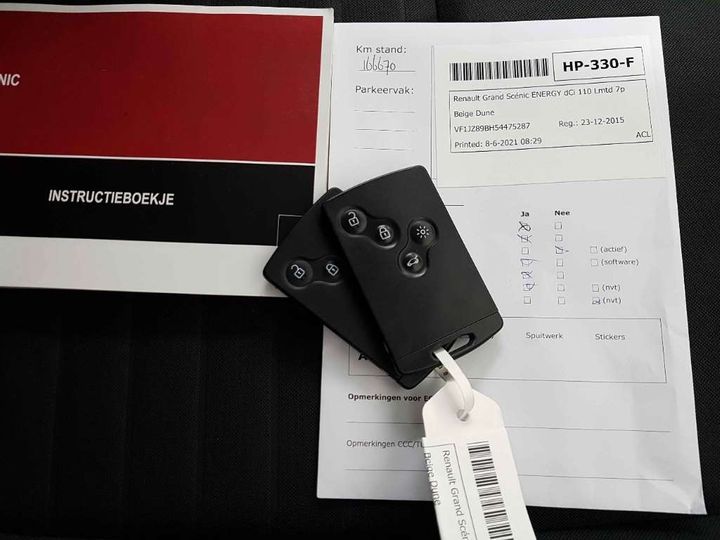 NIC
INSTRUCTIEBOEKJE
Km stand:
166670
Parkeervak:
HP-330-F
Renault Grand Scénic ENERGY dCi 110 Lmtd 7p
Beige Dune
VF1JZ89BH54475287
Reg.: 23-12-2015
Printed: 8-6-2021 08:29
ACL
Ja
Nee
(actief)
(software)
(nvt)
(nvt)
Spuitwerk
Stickers
Opmerkingen voor
Opmerkingen CCC/
Renault Grand Scé
Beige Dune